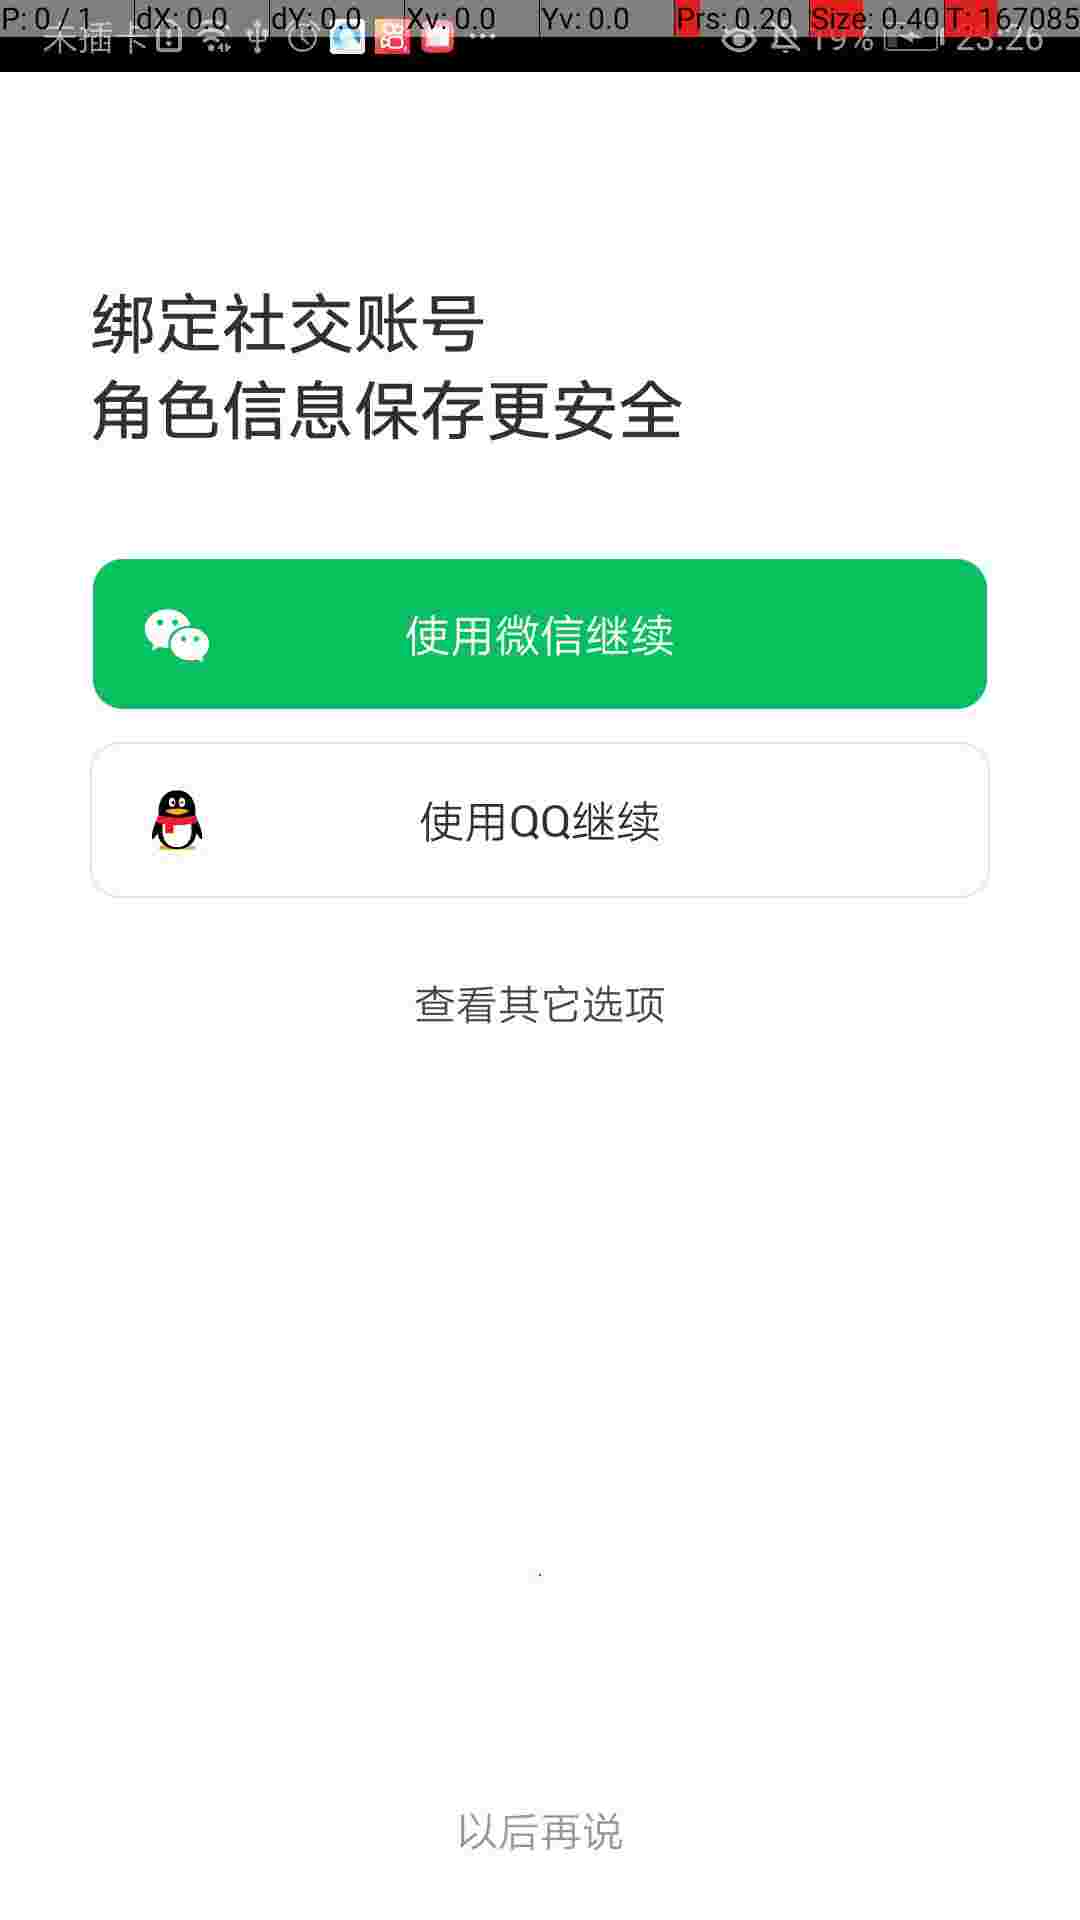 P: 0 / 1 dX: 0.0 dY: 0.0 Xv: 0.0 Yv: 0.0 Prs: 0.20 Size: 0.40 T: 167085
未插卡 19% 23:26
绑定社交账号
角色信息保存更安全
使用微信继续
使用QQ继续
查看其它选项
以后再说